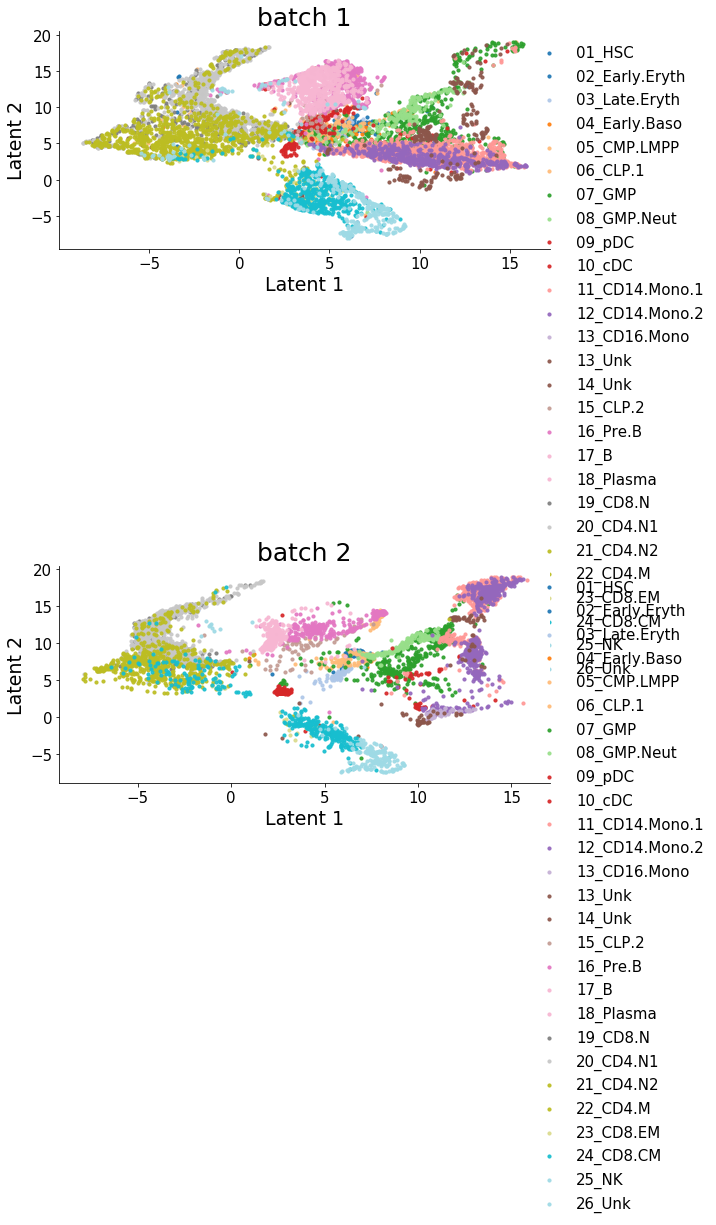 batch 1
20
15
10
5
0
−5
Latent 2
−5
0
5
10
15
Latent 1
01_HSC
02_Early.Eryth
03_Late.Eryth
04_Early.Baso
05_CMP.LMPP
06_CLP.1
07_GMP
08_GMP.Neut
09_pDC
10_cDC
11_CD14.Mono.1
12_CD14.Mono.2
13_CD16.Mono
13_Unk
14_Unk
15_CLP.2
16_Pre.B
17_B
18_Plasma
19_CD8.N
20_CD4.N1
21_CD4.N2
22_CD4.M
23_CD8.EM
24_CD8.CM
25_NK
26_Unk
batch 2
20
15
10
5
0
−5
Latent 2
−5
0
5
10
15
Latent 1
01_HSC
02_Early.Eryth
03_Late.Eryth
04_Early.Baso
05_CMP.LMPP
06_CLP.1
07_GMP
08_GMP.Neut
09_pDC
10_cDC
11_CD14.Mono.1
12_CD14.Mono.2
13_CD16.Mono
13_Unk
14_Unk
15_CLP.2
16_Pre.B
17_B
18_Plasma
19_CD8.N
20_CD4.N1
21_CD4.N2
22_CD4.M
23_CD8.EM
24_CD8.CM
25_NK
26_Unk